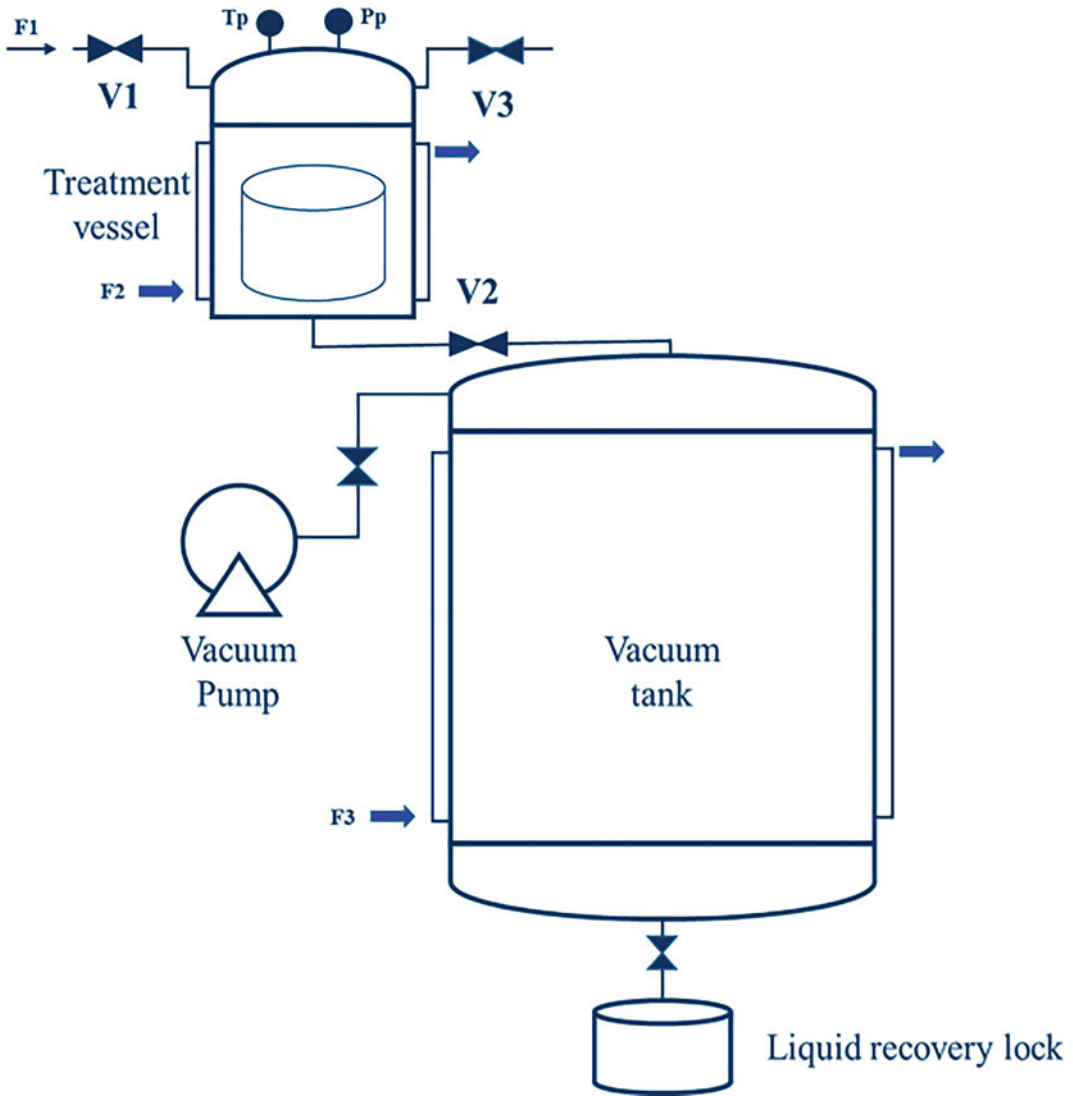 Tp
Pp
F1
V1
V3
Treatment
vessel
F2
V2
Vacuum
Pump
Vacuum
tank
F3
Liquid recovery lock